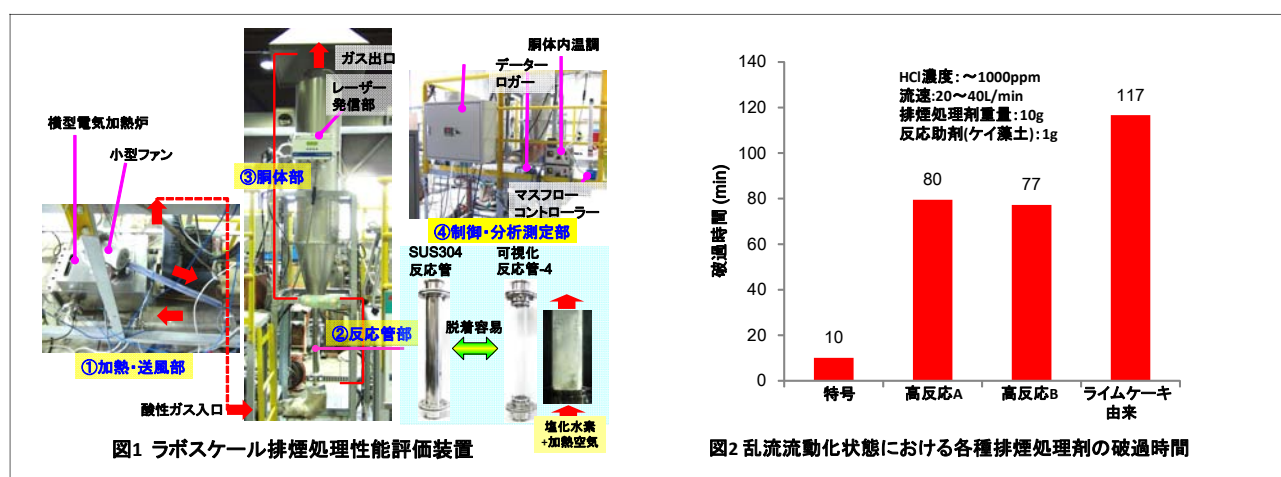 ガス出口
レーザー
発信部
横型電気加熱炉
小型ファン
③胴体部
①加熱・送風部
②反応管部
酸性ガス入口
胴体内温調
データー
ロガー
マスフロー
コントローラー
④制御・分析測定部
SUS304
反応管
可視化
反応管-4
脱着容易
塩化水素
+加熱空気
図1 ラボスケール排煙処理性能評価装置
破過時間 (min)
140
120
100
80
60
40
20
0
HCl濃度:~1000ppm
流速:20~40L/min
排煙処理剤重量:10g
反応助剤(ケイ藻土):1g
10
80
77
117
特号
高反応A
高反応B
ライムケーキ
由来
図2 乱流流動化状態における各種排煙処理剤の破過時間